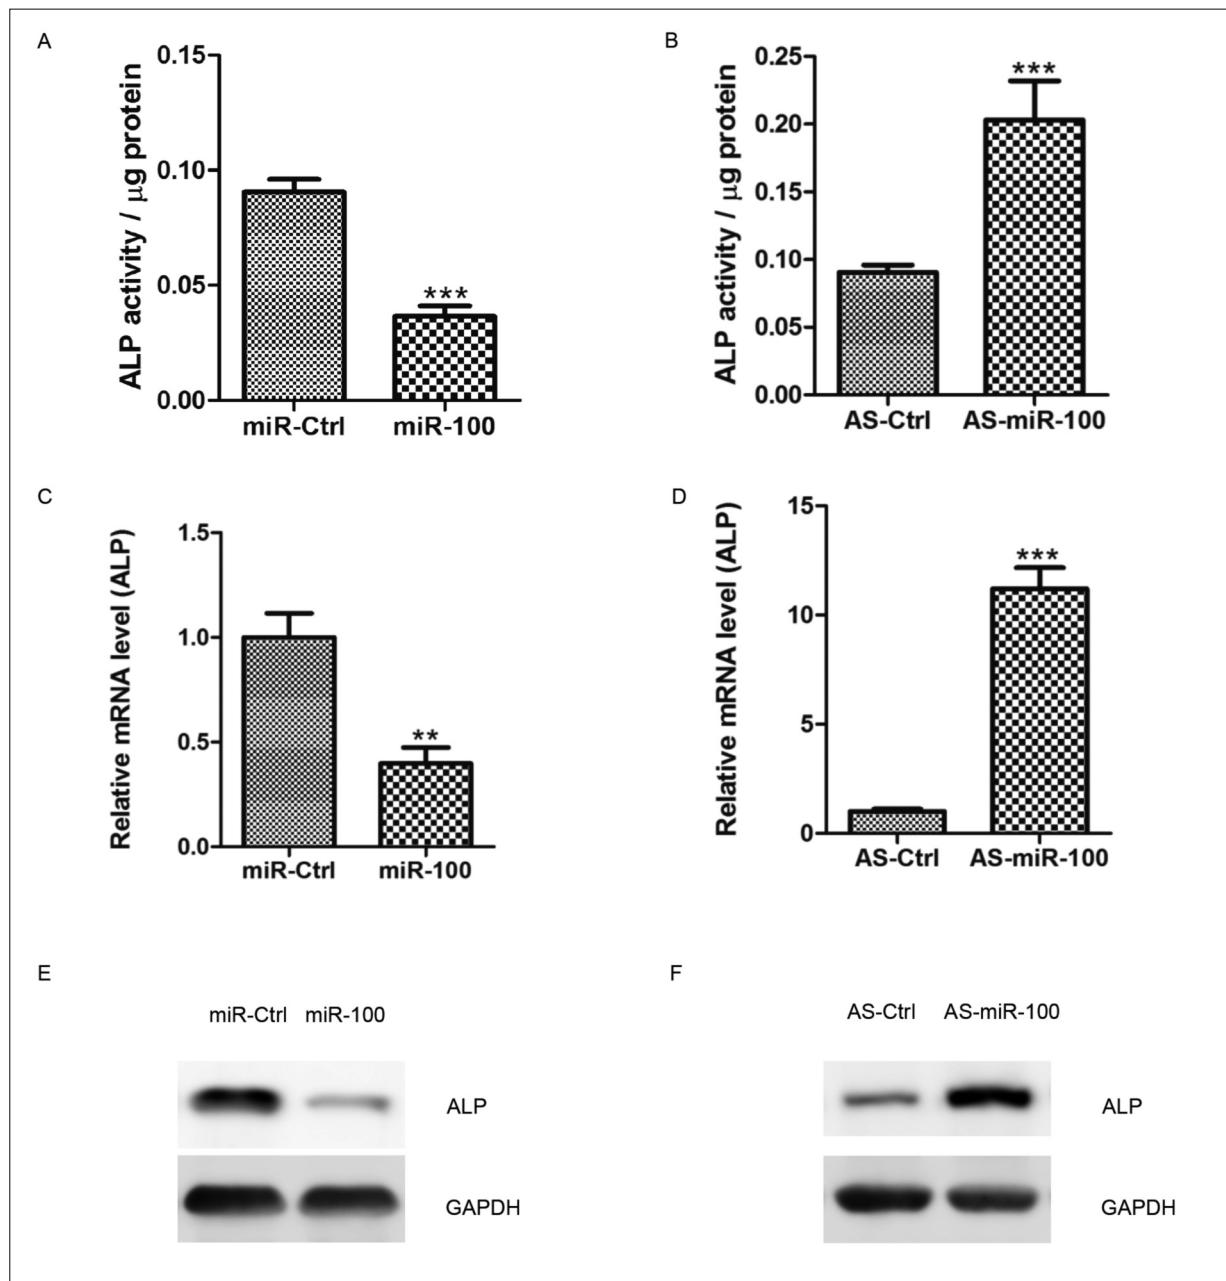 A
ALP activity / μg protein
0.15
0.10
0.05
0.00
***
miR-Ctrl miR-100
B
ALP activity / μg protein
0.25
0.20
0.15
0.10
0.05
0.00
***
AS-Ctrl AS-miR-100
C
Relative mRNA level (ALP)
1.5
1.0
0.5
0.0
**
miR-Ctrl miR-100
D
Relative mRNA level (ALP)
15
10
5
0
***
AS-Ctrl AS-miR-100
E
miR-Ctrl miR-100
ALP
GAPDH
F
AS-Ctrl AS-miR-100
ALP
GAPDH